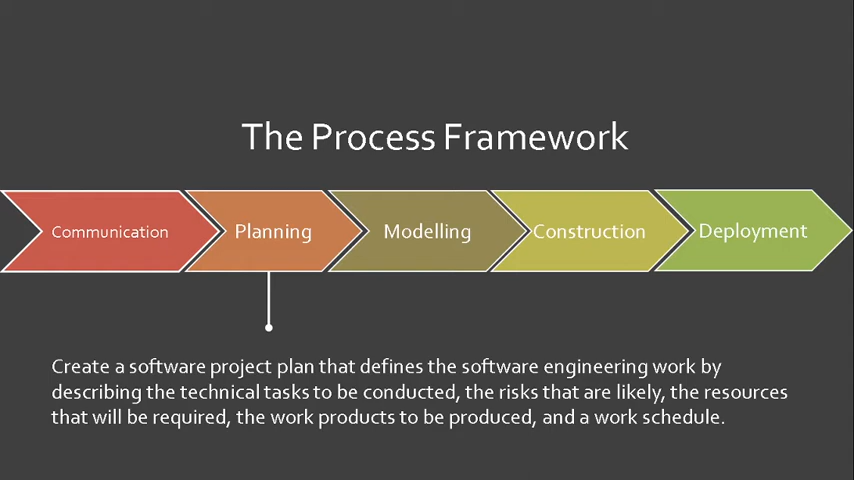 The Process Framework
Communication
Planning
Modelling
Construction
Deployment
Create a software project plan that defines the software engineering work by
describing the technical tasks to be conducted, the risks that are likely, the resources
that will be required, the work products to be produced, and a work schedule.